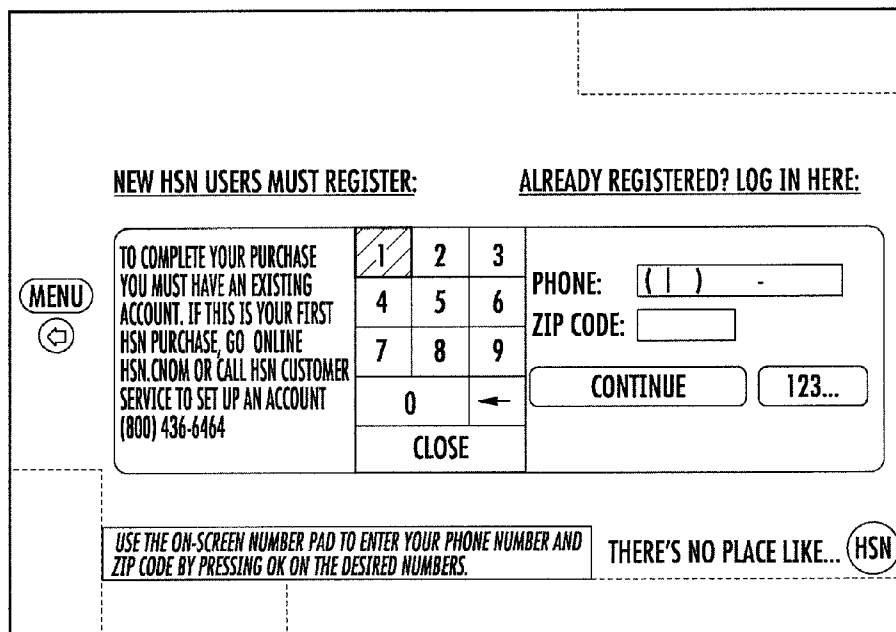 NEW HSN USERS MUST REGISTER:
ALREADY REGISTERED? LOG IN HERE:
MENU
TO COMPLETE YOUR PURCHASE
YOU MUST HAVE AN EXISTING
ACCOUNT. IF THIS IS YOUR FIRST
HSN PURCHASE, GO ONLINE
HSN.CNOM OR CALL HSN CUSTOMER
SERVICE TO SET UP AN ACCOUNT
(800) 436-6464
1 2 3
4 5 6
7 8 9
0 ←
CLOSE
PHONE: ( | ) -
ZIP CODE:
CONTINUE 123...
USE THE ON-SCREEN NUMBER PAD TO ENTER YOUR PHONE NUMBER AND
ZIP CODE BY PRESSING OK ON THE DESIRED NUMBERS.
THERE'S NO PLACE LIKE... HSN